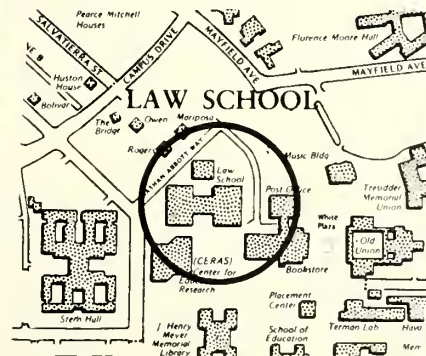 Pearce Mitchell
Houses
SALVATIERRA ST
CAMPUS DRIVE
MAYFIELD AVE
Florence Moore Hall
MAYFIELD AVE
Huston
House
Bolivar
LAW SCHOOL
The
Bridge
Owen
Mariposa
Rogers
NATHAN ABBOTT WAY
Law
School
Music Bldg
Post Office
Tresidder
Memorial
Union
White
Plaza
Old
Union
(CERAS)
Center for
Research
Bookstore
Stern Hall
Placement
Center
J Henry
Meyer
Memorial
Library
School of
Education
Terman Lab